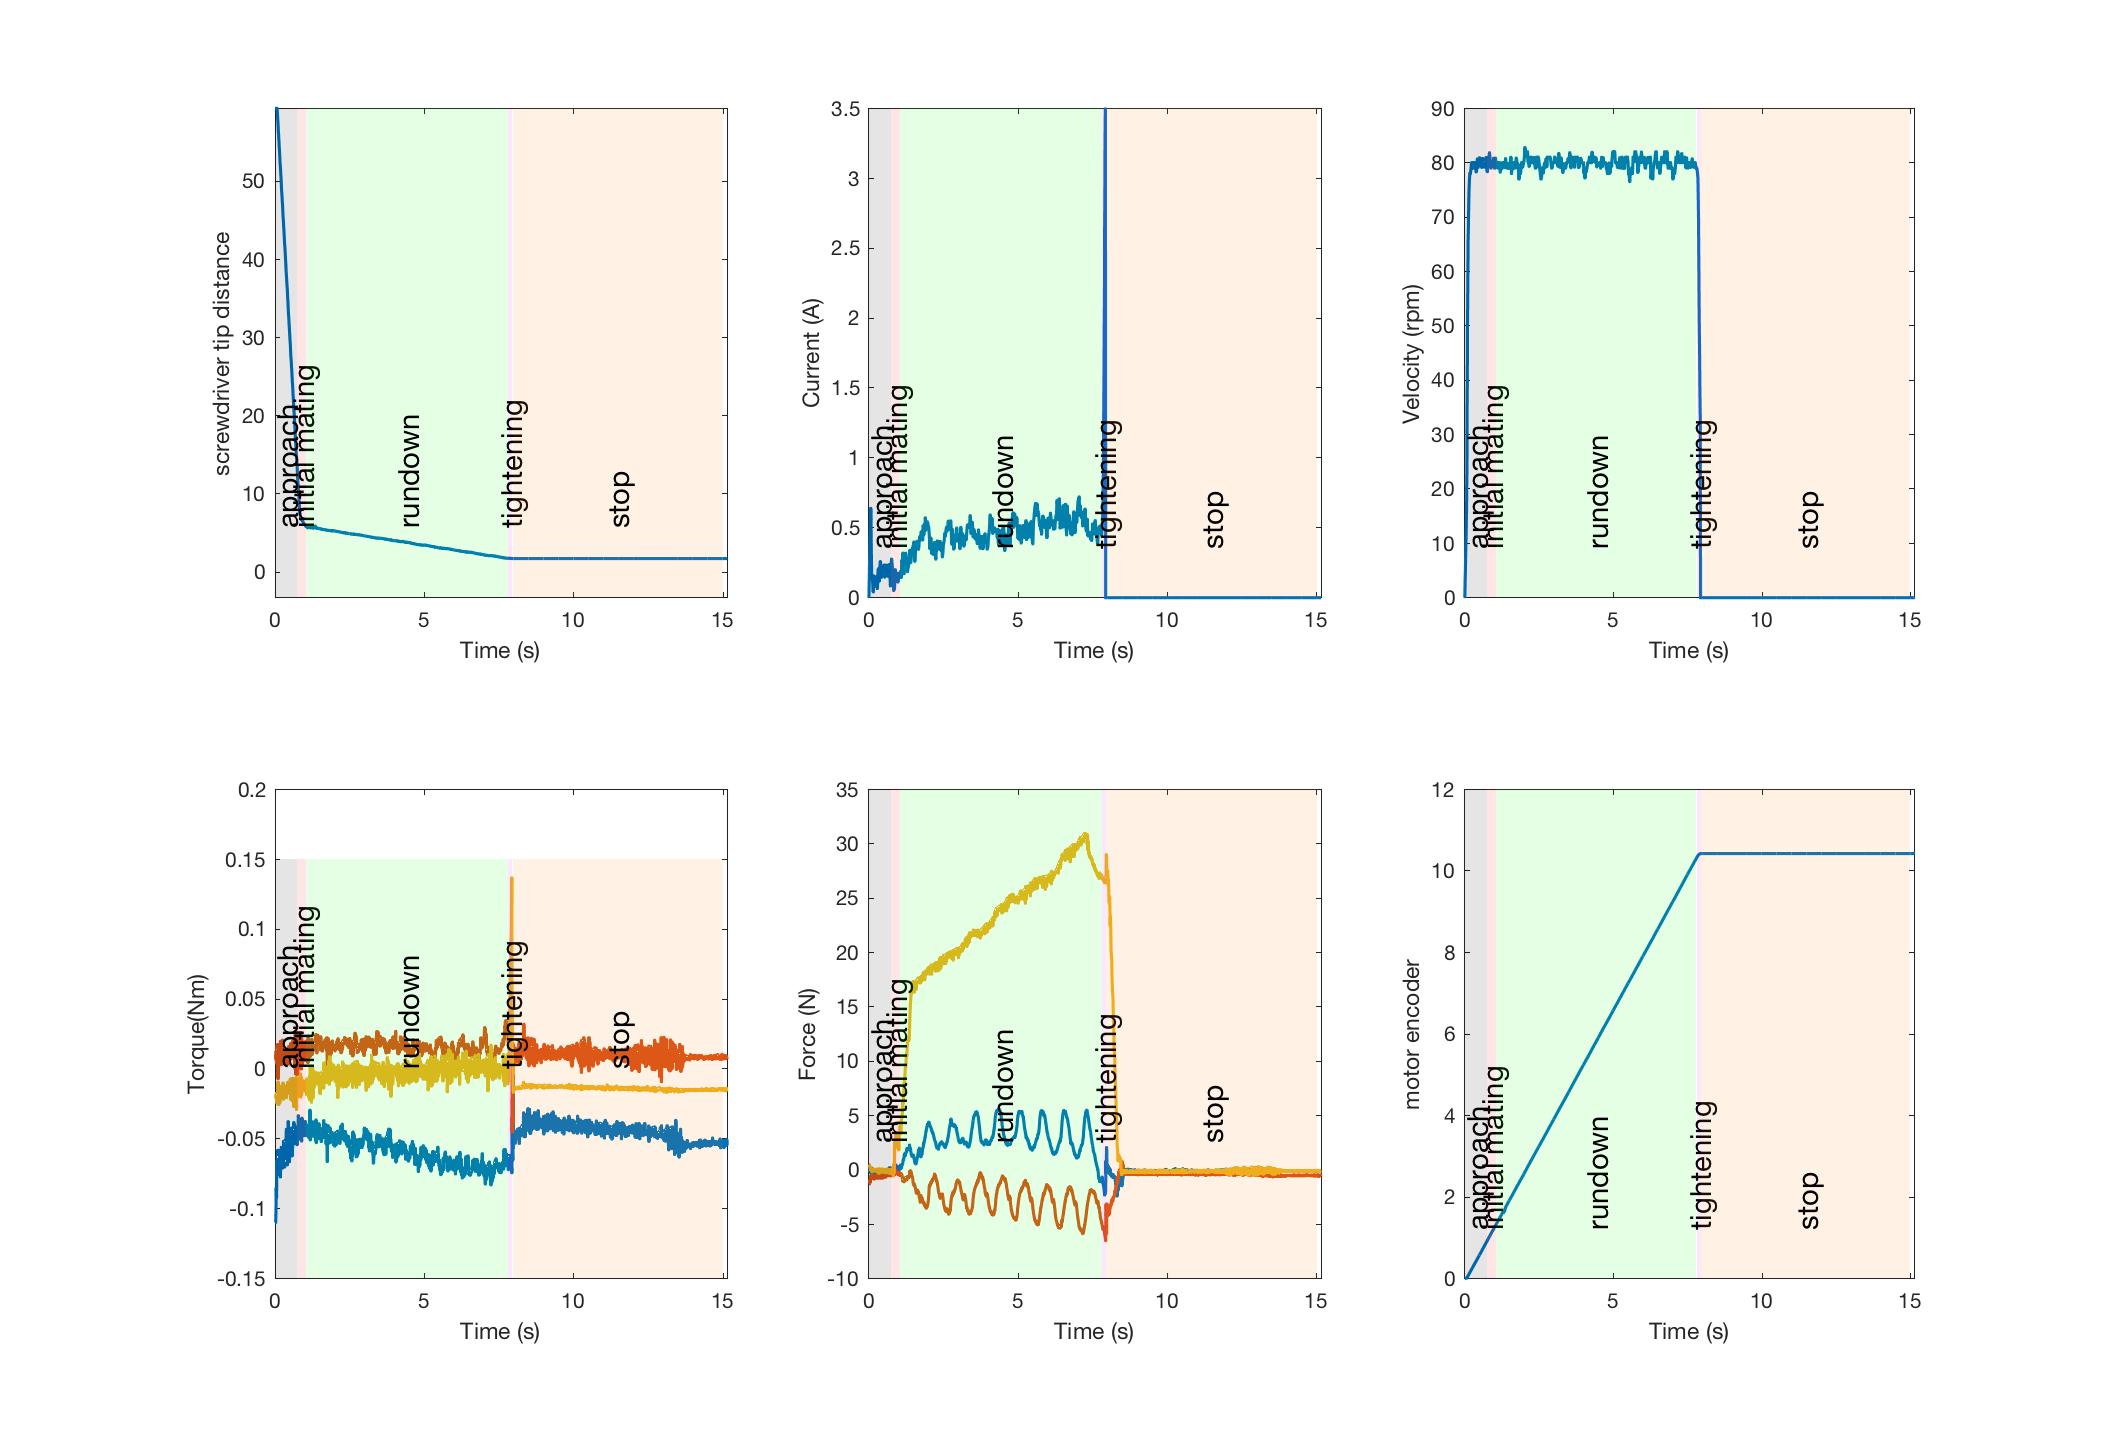 screwdriver tip distance
50
40
30
20
10
0
approach
initial mating
rundown
tightening
stop
0 5 10 15
Time (s)
Current (A)
3.5
3
2.5
2
1.5
1
0.5
0
approach
initial mating
rundown
tightening
stop
0 5 10 15
Time (s)
Velocity (rpm)
90
80
70
60
50
40
30
20
10
0
approach
initial mating
rundown
tightening
stop
0 5 10 15
Time (s)
Torque(Nm)
0.2
0.15
0.1
0.05
0
-0.05
-0.1
-0.15
approach
initial mating
rundown
tightening
stop
0 5 10 15
Time (s)
Force (N)
35
30
25
20
15
10
5
0
-5
-10
approach
initial mating
rundown
tightening
stop
0 5 10 15
Time (s)
motor encoder
12
10
8
6
4
2
0
approach
initial mating
rundown
tightening
stop
0 5 10 15
Time (s)